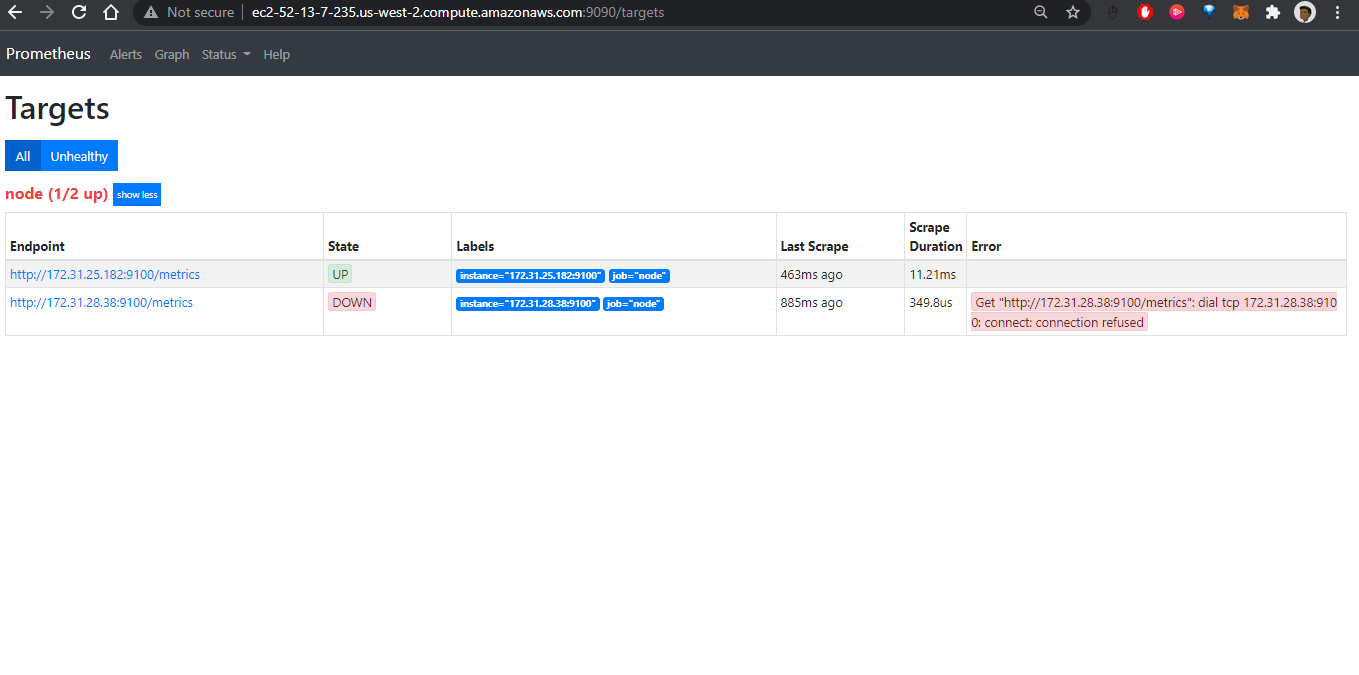 Not secure ec2-52-13-7-235.us-west-2.compute.amazonaws.com:9090/targets
Prometheus Alerts Graph Status Help
Targets
All Unhealthy
node (1/2 up) show less
Endpoint State Labels Last Scrape Scrape Duration Error
http://172.31.25.182:9100/metrics UP instance="172.31.25.182:9100" job="node" 463ms ago 11.21ms
http://172.31.28.38:9100/metrics DOWN instance="172.31.28.38:9100" job="node" 885ms ago 349.8us Get "http://172.31.28.38:9100/metrics": dial tcp 172.31.28.38:910
0: connect: connection refused